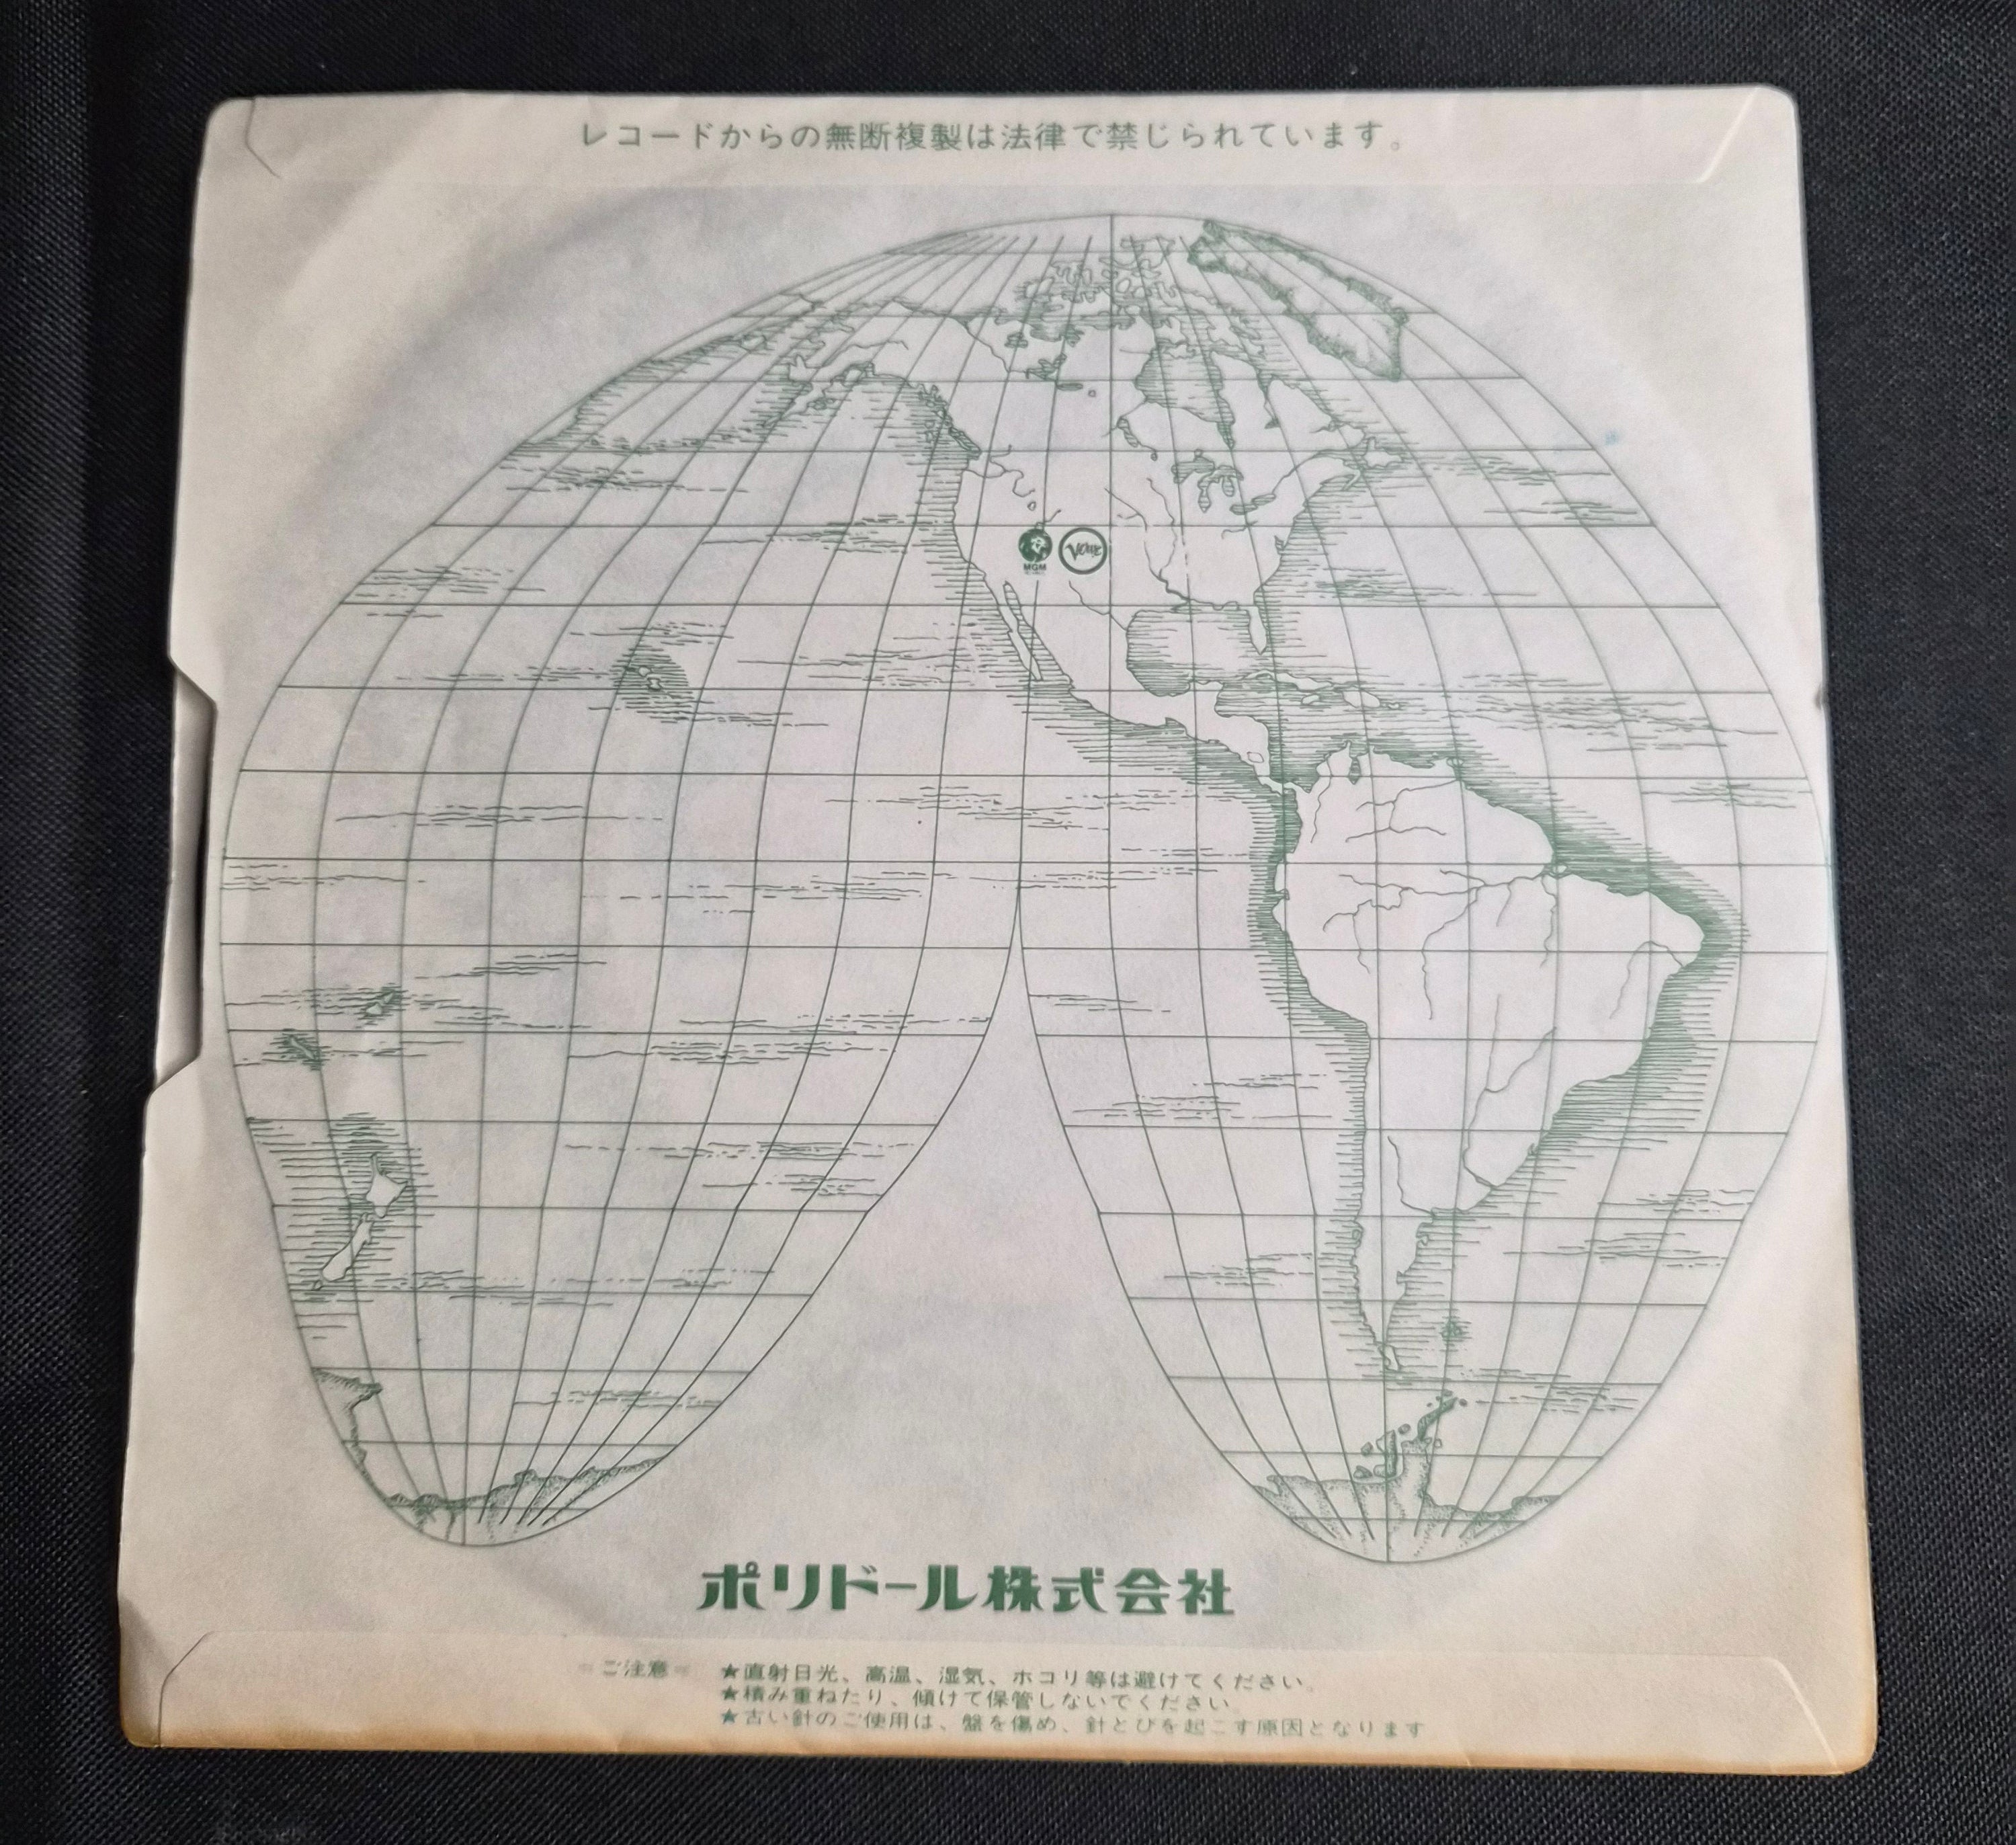 レコードからの無断複製は法律で禁じられています。
MGM Verve
ポリドール株式会社
ご注意 ★直射日光、高温、湿気、ホコリ等は避けてください。
★積み重ねたり、傾けて保管しないでください。
★古い針のご使用は、盤を傷め、針とびを起こす原因となります